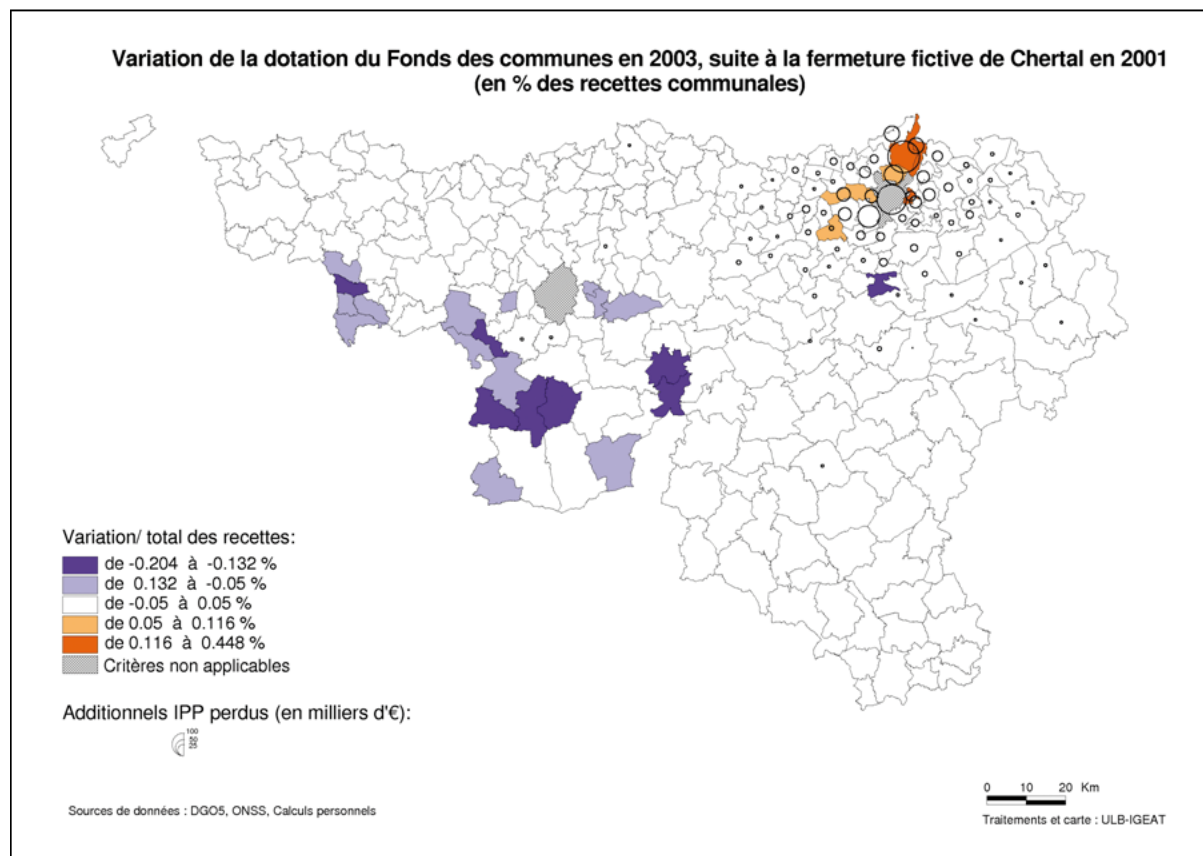 Variation de la dotation du Fonds des communes en 2003, suite à la fermeture fictive de Chertal en 2001
(en % des recettes communales)
Variation/ total des recettes:
de -0.204 à -0.132 %
de 0.132 à -0.05 %
de -0.05 à 0.05 %
de 0.05 à 0.116 %
de 0.116 à 0.448 %
Critères non applicables
Additionnels IPP perdus (en milliers d'€):
100
50
25
Sources de données : DGO5, ONSS, Calculs personnels
0 10 20 Km
Traitements et carte : ULB-IGEAT